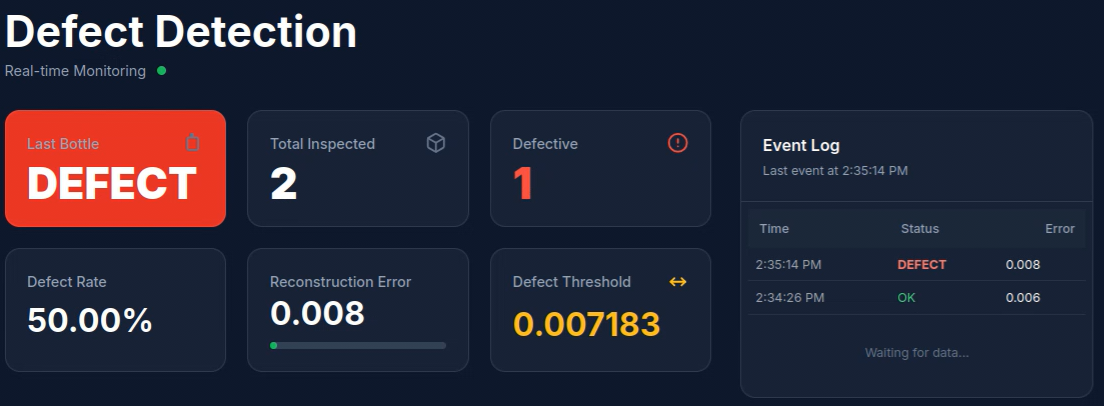 Defect Detection
Real-time Monitoring
Last Bottle
DEFECT
Total Inspected
2
Defective
1
Defect Rate
50.00%
Reconstruction Error
0.008
Defect Threshold
0.007183
Event Log
Last event at 2:35:14 PM
Time Status Error
2:35:14 PM DEFECT 0.008
2:34:26 PM OK 0.006
Waiting for data...